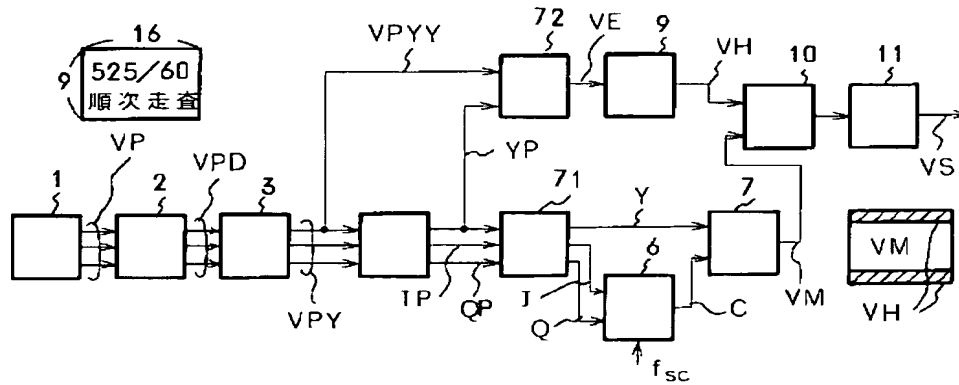 16
9
525/60
順次走査
VP
VPD
1
2
3
VPY
VPYY
YP
IP
QP
72
VE
9
VH
10
11
VS
71
Y
I
Q
6
fsc
C
7
VM
VM
VH